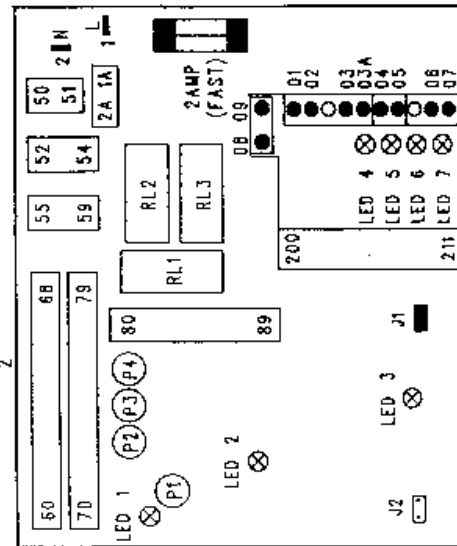 2
60 68
70 79
55
59
52
54
50
51
2 N
1 L
2A 1A
LED 1
P1
P2
P3
P4
80 89
RL1
RL2
RL3
2AMP
(FAST)
LED 2
08 09
01
02
03
03A
04
05
06
07
200 211
LED 4
LED 5
LED 6
LED 7
J2
LED 3
J1